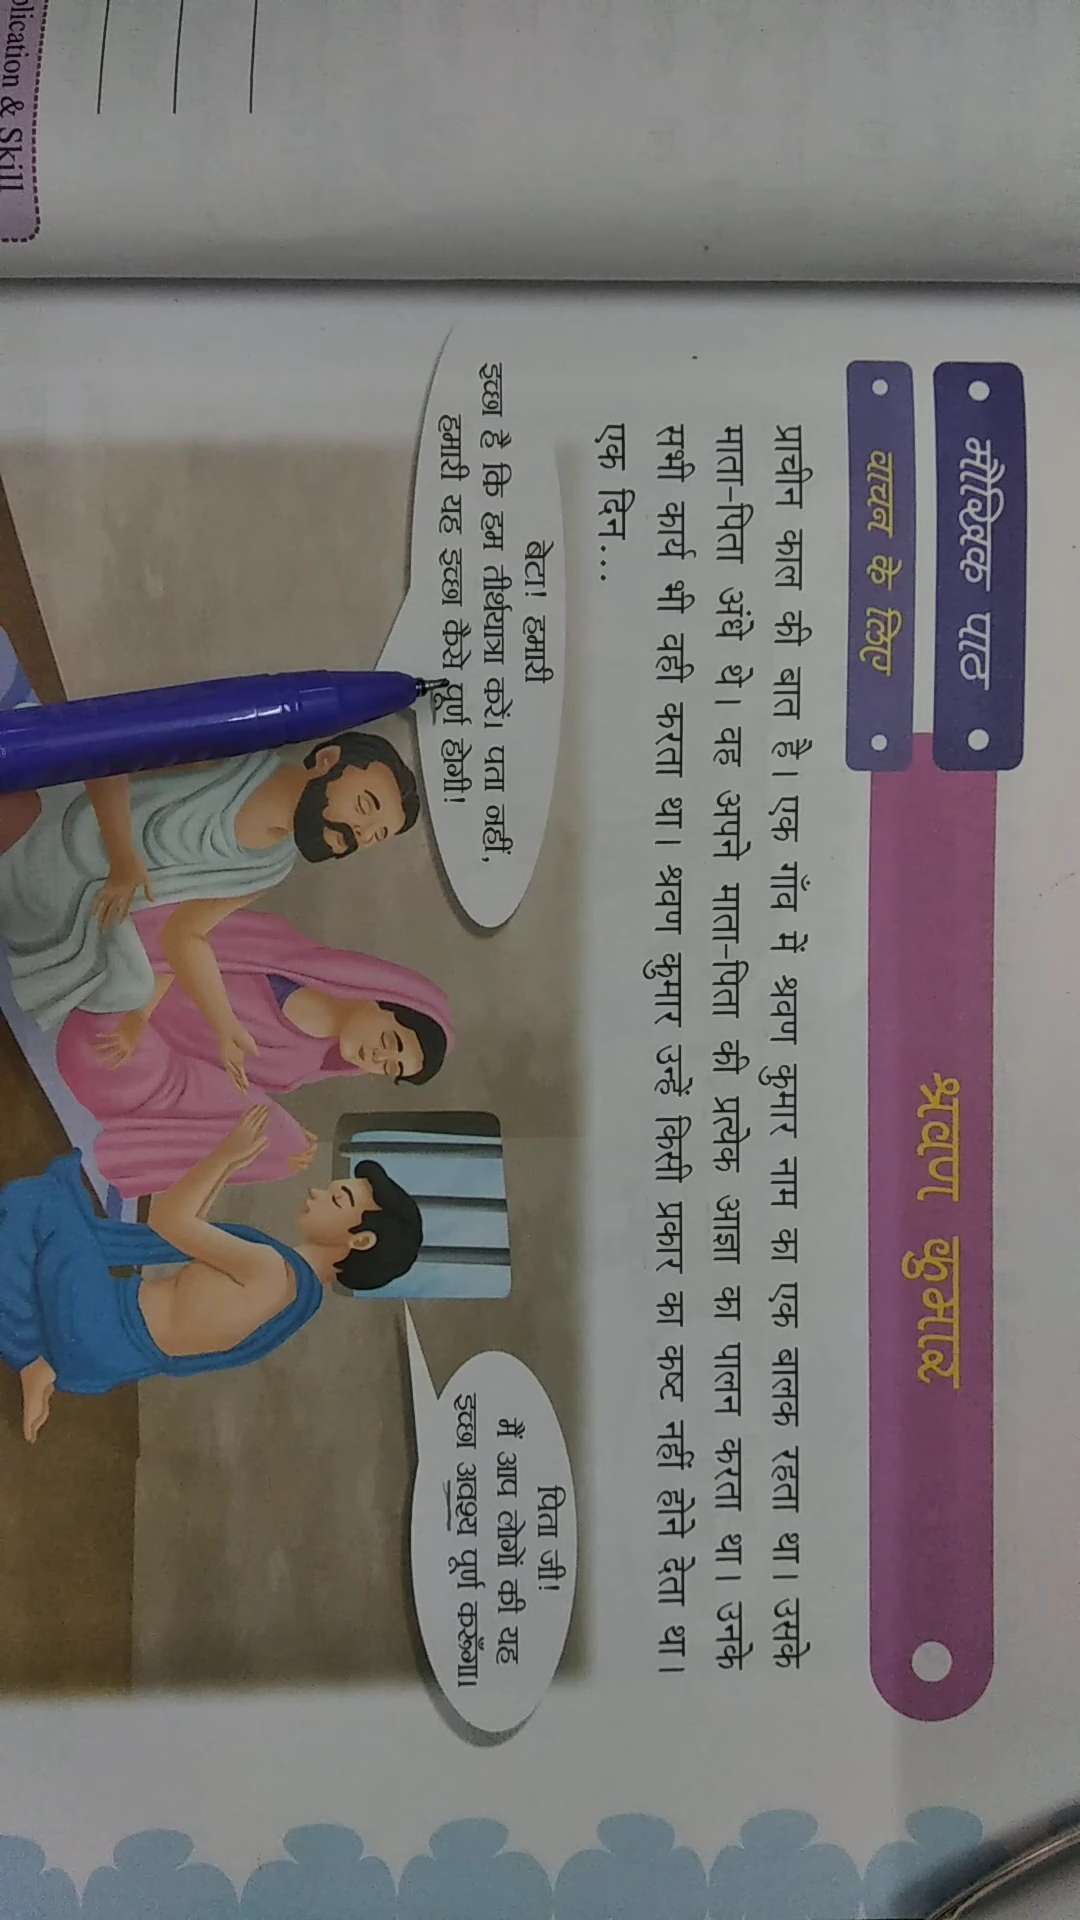 plication & Skill
मौखिक पाठ
वाचन के लिए
श्रवण कुमार
प्राचीन काल की बात है। एक गाँव में श्रवण कुमार नाम का एक बालक रहता था। उसके
माता-पिता अंधे थे। वह अपने माता-पिता की प्रत्येक आज्ञा का पालन करता था। उनके
सभी कार्य भी वही करता था। श्रवण कुमार उन्हें किसी प्रकार का कष्ट नहीं होने देता था।
एक दिन...
बेटा! हमारी
इच्छा है कि हम तीर्थयात्रा करें। पता नहीं,
हमारी यह इच्छा कैसे पूर्ण होगी!
पिता जी!
मैं आप लोगों की यह
इच्छा अवश्य पूर्ण करूँगा।